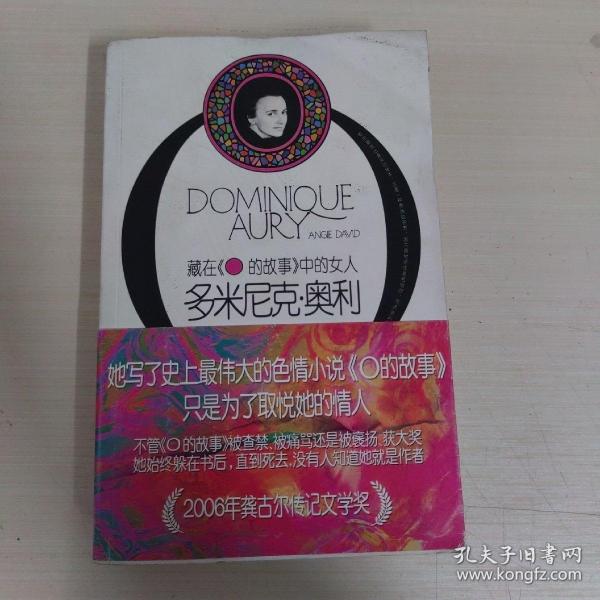 DOMINIQUE
AURY
ANGIE DAVID
藏在《O的故事》中的女人
多米尼克·奥利
她写了史上最伟大的色情小说《O的故事》
只是为了取悦她的情人
不管《O的故事》被查禁,被痛骂还是被褒扬,获大奖
她始终躲在书后,直到死去,没有人知道她就是作者
2006年龚古尔传记文学奖
孔夫子旧书网
www.kongfz.com